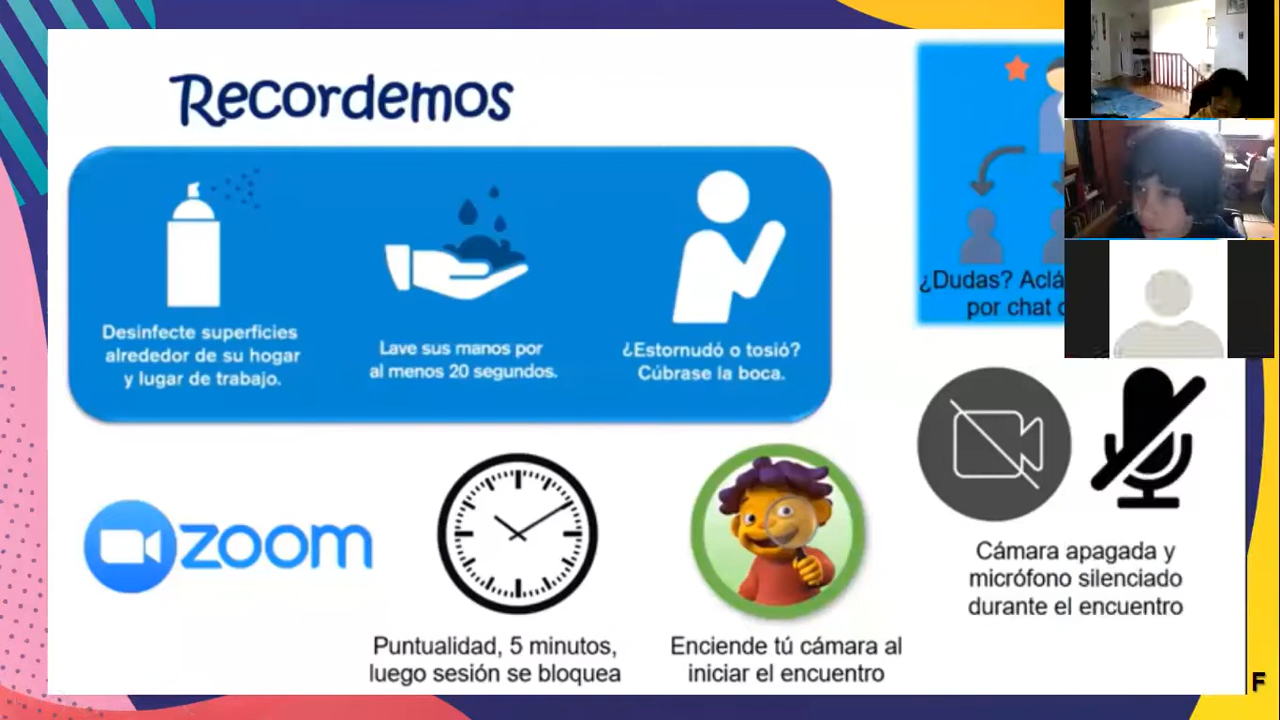 Recordemos
Desinfecte superficies
alrededor de su hogar
y lugar de trabajo.
Lave sus manos por
al menos 20 segundos.
¿Estornudó o tosió?
Cúbrase la boca.
¿Dudas? Aclá
por chat
zoom
Puntualidad, 5 minutos,
luego sesión se bloquea
Enciende tú cámara al
iniciar el encuentro
Cámara apagada y
micrófono silenciado
durante el encuentro
F